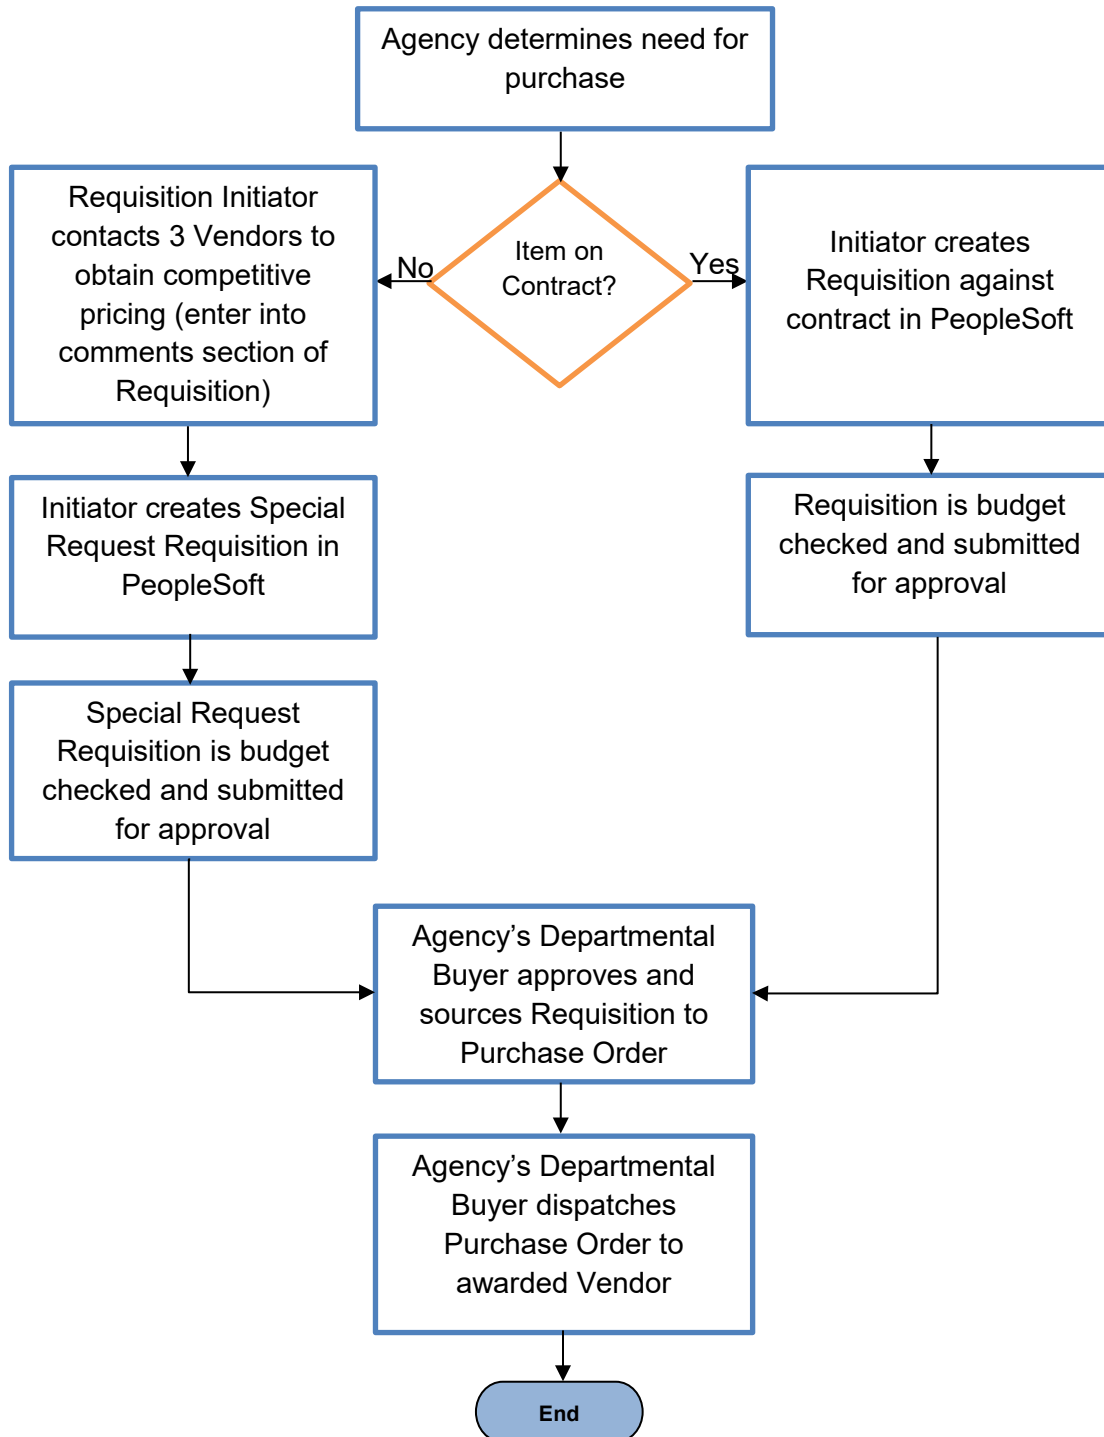 Agency determines need for
purchase
Requisition Initiator
contacts 3 Vendors to
obtain competitive
pricing (enter into
comments section of
Requisition)
No
Item on
Contract?
Yes
Initiator creates
Requisition against
contract in PeopleSoft
Initiator creates Special
Request Requisition in
PeopleSoft
Requisition is budget
checked and submitted
for approval
Special Request
Requisition is budget
checked and submitted
for approval
Agency’s Departmental
Buyer approves and
sources Requisition to
Purchase Order
Agency’s Departmental
Buyer dispatches
Purchase Order to
awarded Vendor
End